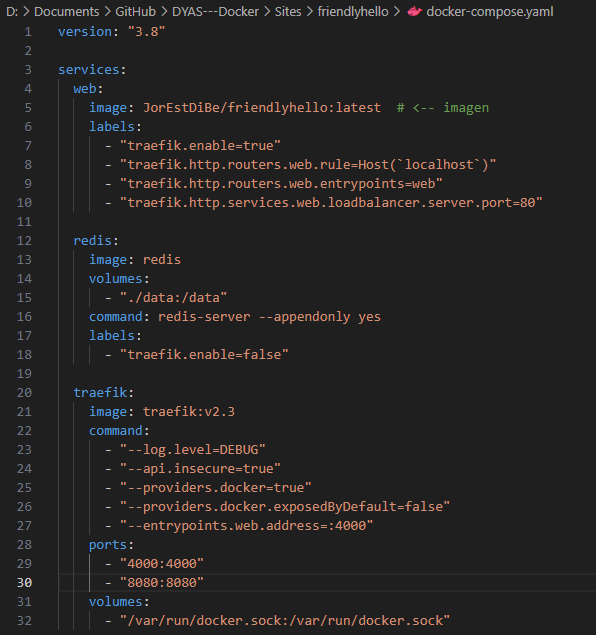 D: > Documents > GitHub > DYAS---Docker > Sites > friendlyhello > docker-compose.yaml
1 version: "3.8"
2
3 services:
4   web:
5     image: JorEstDiBe/friendlyhello:latest  # <-- imagen
6     labels:
7       - "traefik.enable=true"
8       - "traefik.http.routers.web.rule=Host(`localhost`)"
9       - "traefik.http.routers.web.entrypoints=web"
10       - "traefik.http.services.web.loadbalancer.server.port=80"
11
12   redis:
13     image: redis
14     volumes:
15       - "./data:/data"
16     command: redis-server --appendonly yes
17     labels:
18       - "traefik.enable=false"
19
20   traefik:
21     image: traefik:v2.3
22     command:
23       - "--log.level=DEBUG"
24       - "--api.insecure=true"
25       - "--providers.docker=true"
26       - "--providers.docker.exposedByDefault=false"
27       - "--entrypoints.web.address=:4000"
28     ports:
29       - "4000:4000"
30       - "8080:8080"
31     volumes:
32       - "/var/run/docker.sock:/var/run/docker.sock"